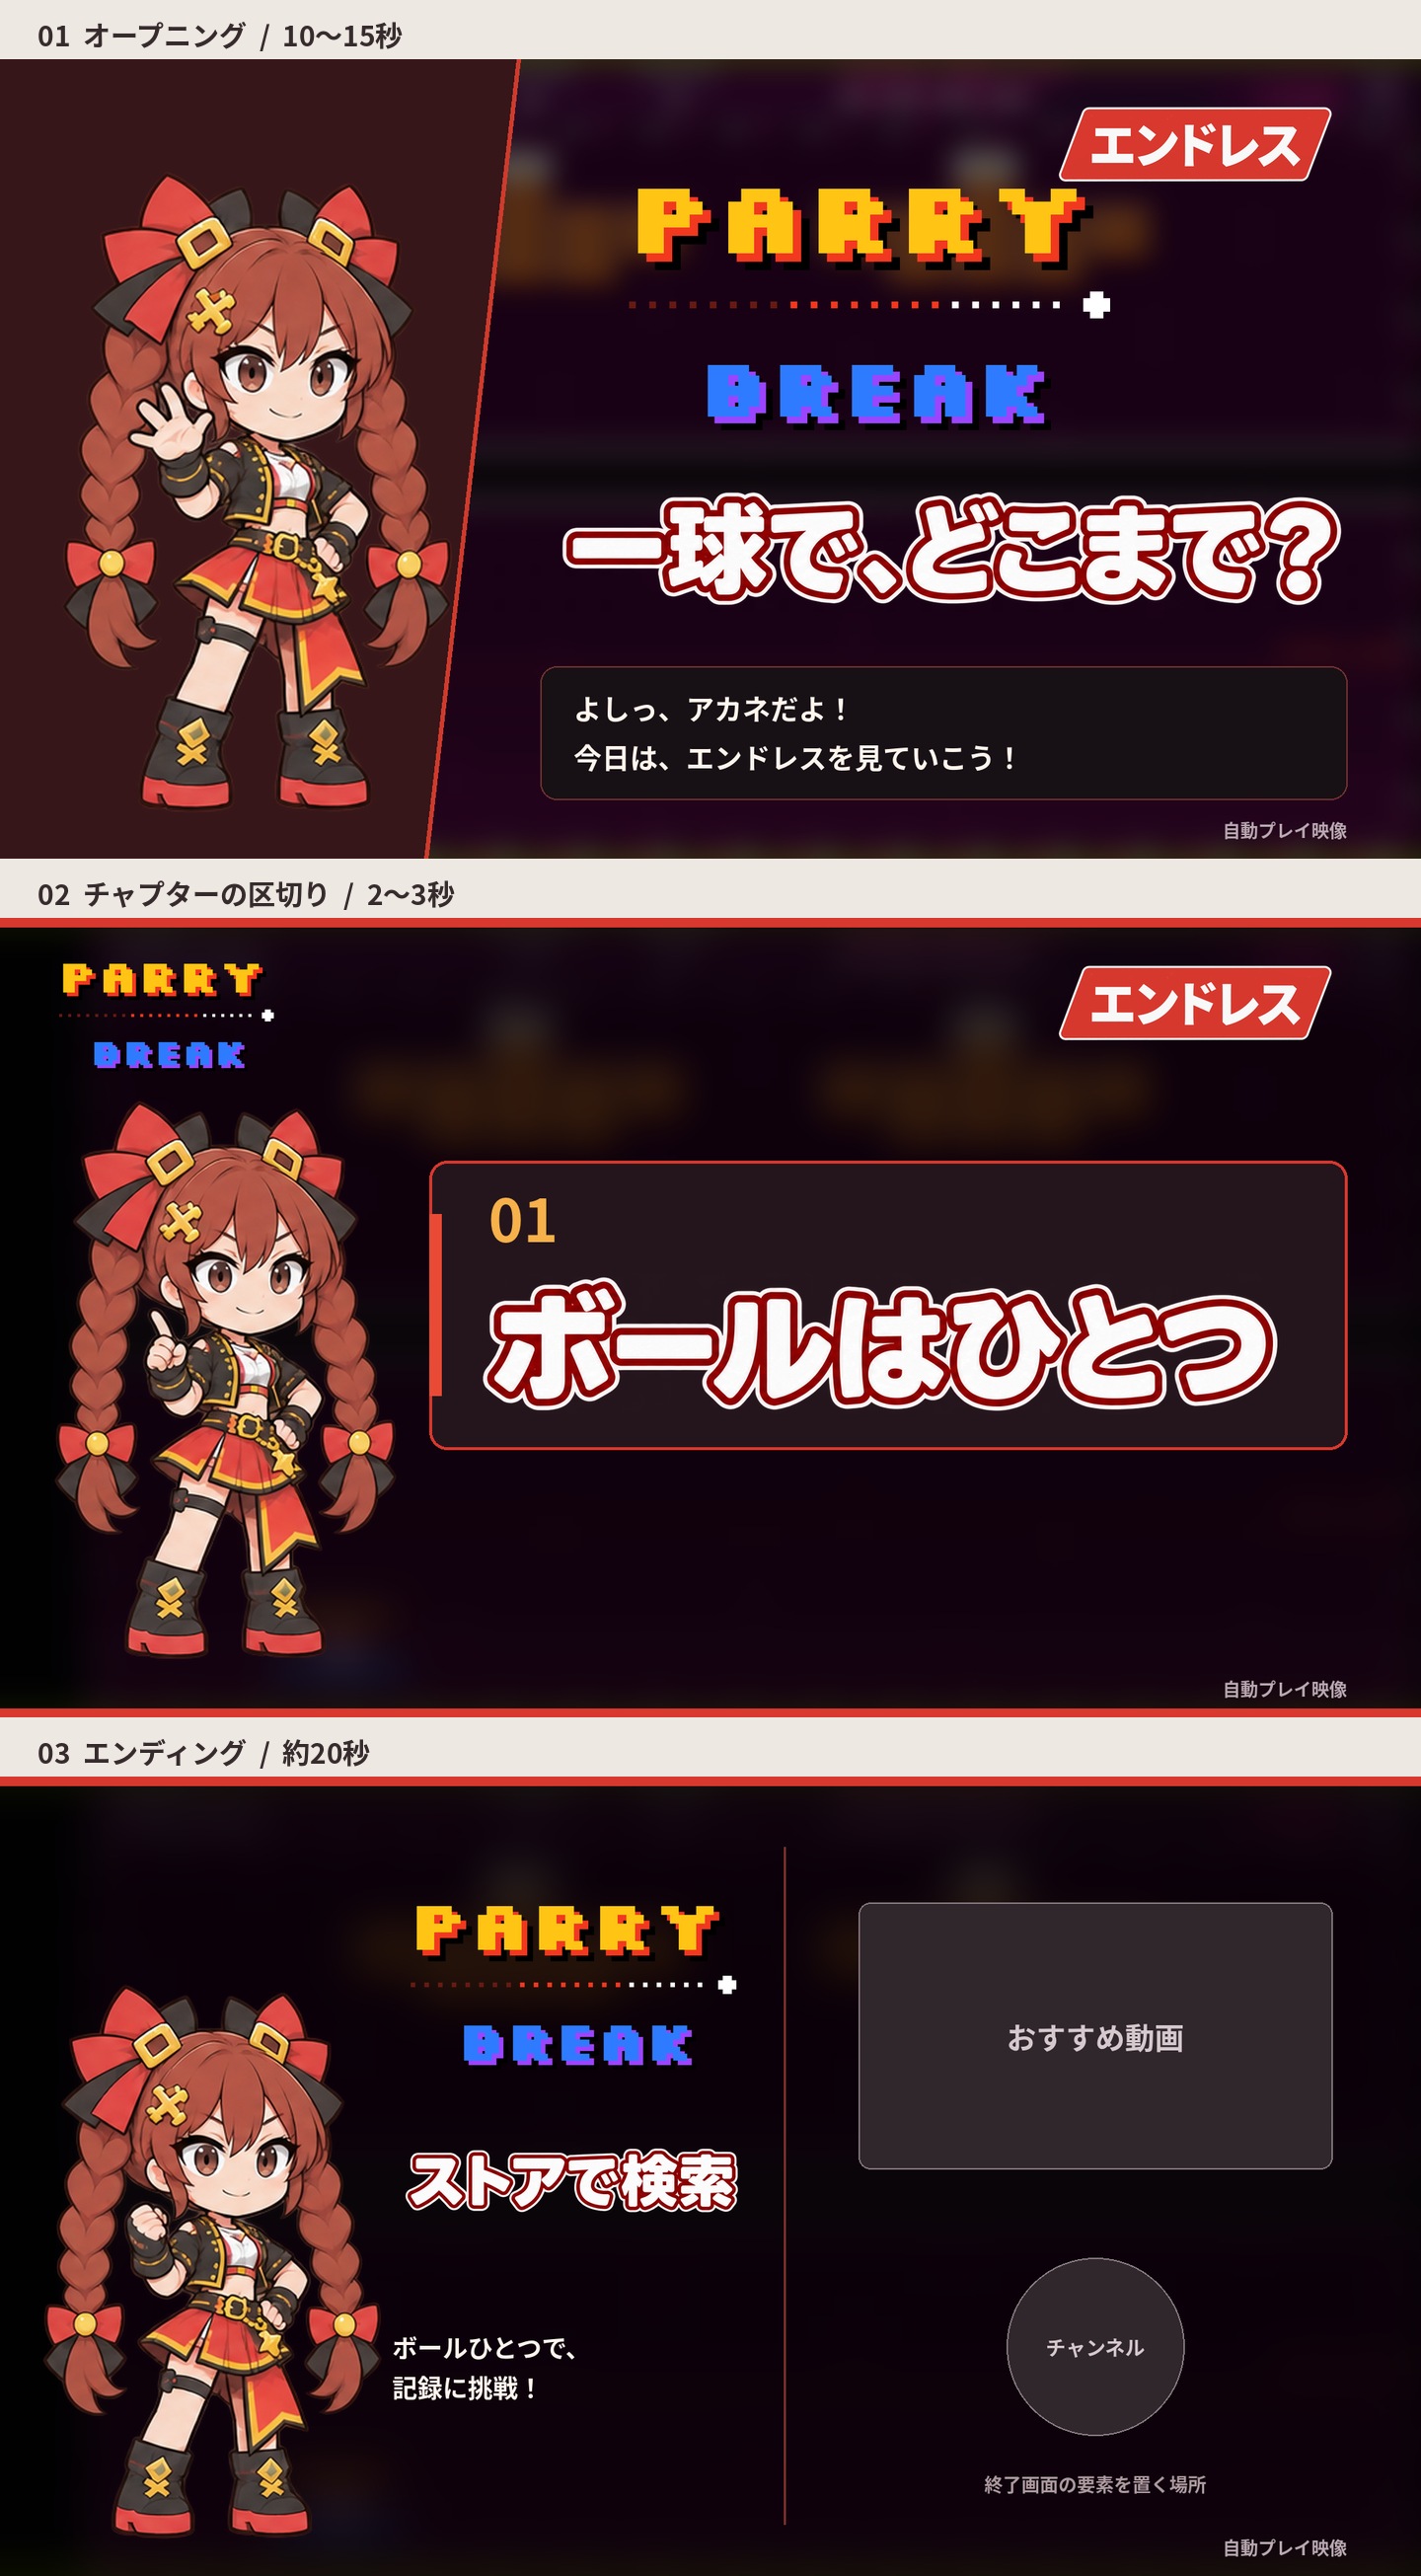 01 オープニング / 10〜15秒
エンドレス
PARRY
BREAK
一球で、どこまで?
よしっ、アカネだよ！
今日は、エンドレスを見ていこう！
自動プレイ映像
02 チャプターの区切り / 2〜3秒
PARRY
BREAK
エンドレス
01
ボールはひとつ
自動プレイ映像
03 エンディング / 約20秒
PARRY
BREAK
ストアで検索
ボールひとつで、
記録に挑戦！
おすすめ動画
チャンネル
終了画面の要素を置く場所
自動プレイ映像